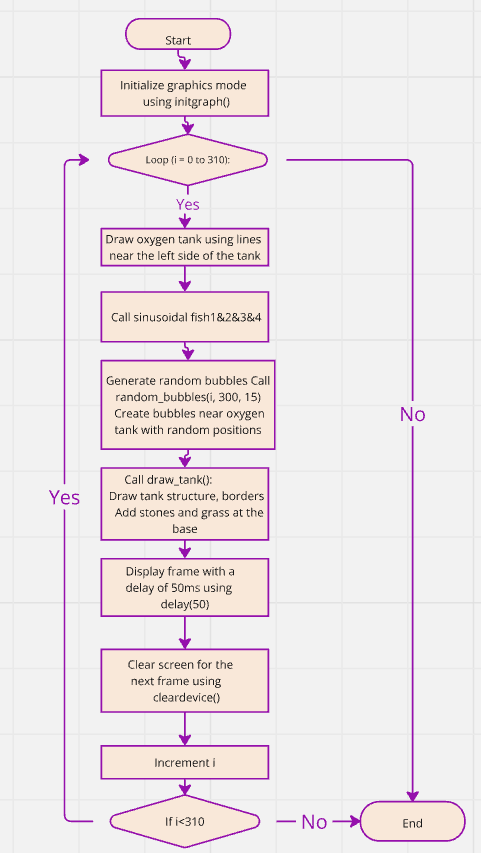 Start
Initialize graphics mode
using initgraph()
Loop (i = 0 to 310):
Yes
Draw oxygen tank using lines
near the left side of the tank
Call sinusoidal fish1&2&3&4
Generate random bubbles Call
random_bubbles(i, 300, 15)
Create bubbles near oxygen
tank with random positions
No
Call draw_tank():
Draw tank structure, borders
Add stones and grass at the
base
Yes
Display frame with a
delay of 50ms using
delay(50)
Clear screen for the
next frame using
cleardevice()
Increment i
If i<310
No
End